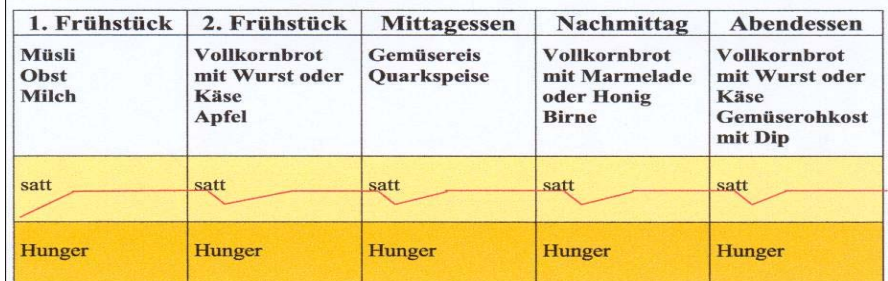 1. Frühstück
2. Frühstück
Mittagessen
Nachmittag
Abendessen
Müsli
Obst
Milch
Vollkornbrot
mit Wurst oder
Käse
Apfel
Gemüsereis
Quarkspeise
Vollkornbrot
mit Marmelade
oder Honig
Birne
Vollkornbrot
mit Wurst oder
Käse
Gemüserohkost
mit Dip
satt
satt
satt
satt
satt
Hunger
Hunger
Hunger
Hunger
Hunger